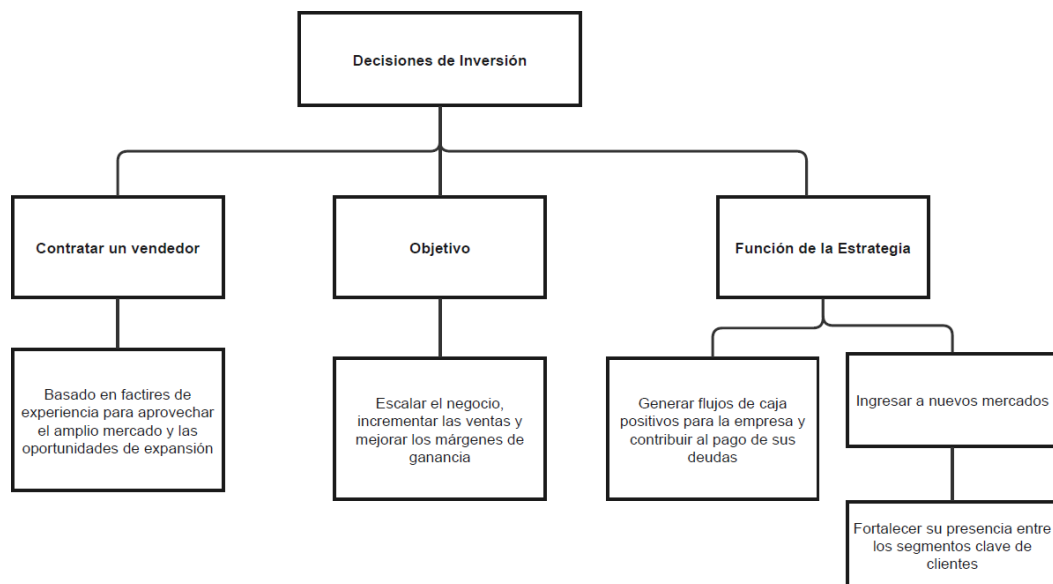 Decisiones de Inversión
Contratar un vendedor
Objetivo
Función de la Estrategia
Basado en factires de
experiencia para aprovechar
el amplio mercado y las
oportunidades de expansión
Escalar el negocio,
incrementar las ventas y
mejorar los márgenes de
ganancia
Generar flujos de caja
positivos para la empresa y
contribuir al pago de sus
deudas
Ingresar a nuevos mercados
Fortalecer su presencia entre
los segmentos clave de
clientes